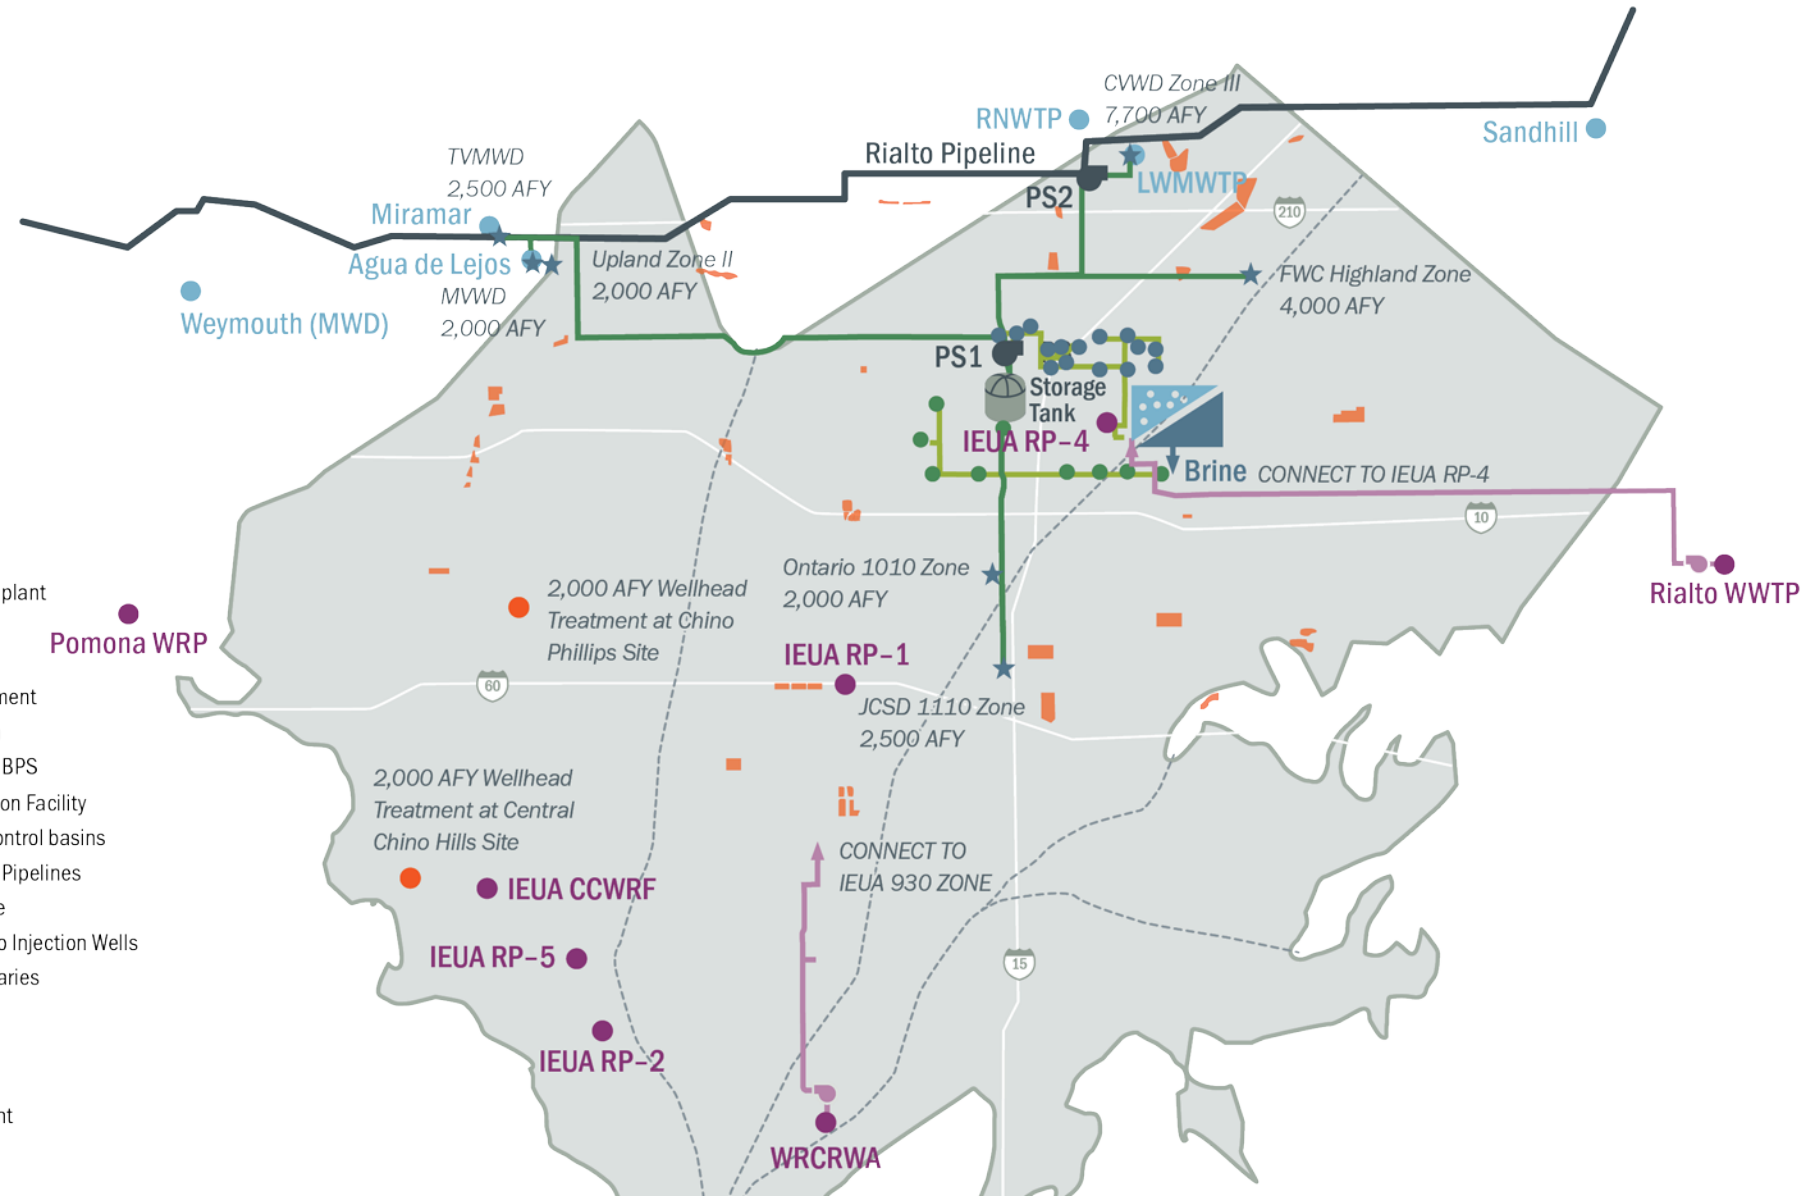 CVWD Zone III
7,700 AFY
RNWTP
Sandhill
Rialto Pipeline
TVMWD
2,500 AFY
LWMWTP
PS2
Miramar
210
Agua de Lejos
Upland Zone II
2,000 AFY
FWC Highland Zone
4,000 AFY
MVWD
2,000 AFY
Weymouth (MWD)
PS1
Storage
Tank
IEUA RP-4
Brine
CONNECT TO IEUA RP-4
10
Ontario 1010 Zone
2,000 AFY
2,000 AFY Wellhead
Treatment at Chino
Phillips Site
plant
Rialto WWTP
Pomona WRP
IEUA RP-1
60
JCSD 1110 Zone
2,500 AFY
BPS
2,000 AFY Wellhead
Treatment at Central
Chino Hills Site
on Facility
ontrol basins
CONNECT TO
IEUA 930 ZONE
Pipelines
IEUA CCWRF
o Injection Wells
IEUA RP-5
15
aries
IEUA RP-2
nt
WRCRWA